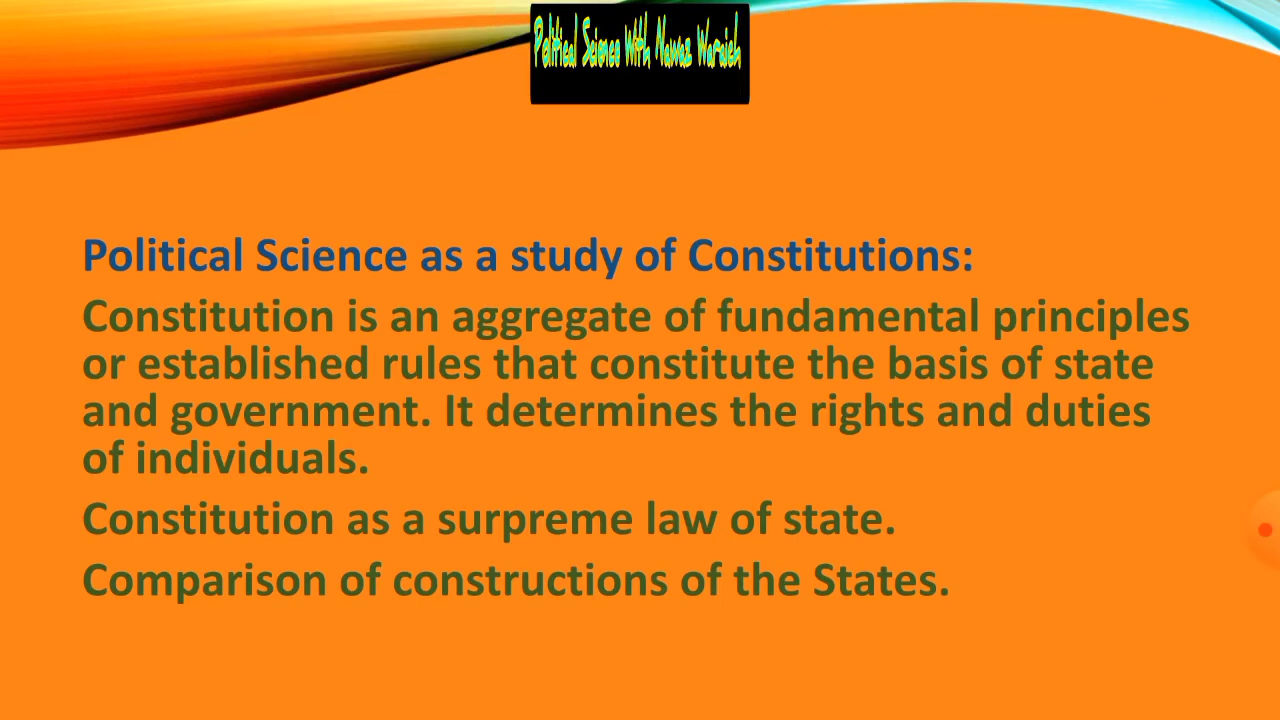 Political Science With Nawaz Waraich
Political Science as a study of Constitutions:
Constitution is an aggregate of fundamental principles
or established rules that constitute the basis of state
and government. It determines the rights and duties
of individuals.
Constitution as a surpreme law of state.
Comparison of constructions of the States.